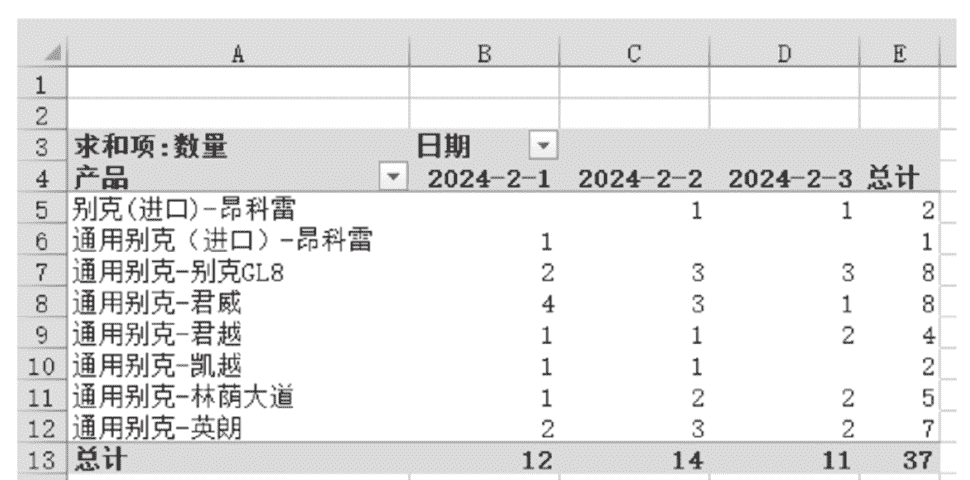 A B C D E
1
2
3 求和项:数量 日期
4 产品 2024-2-1 2024-2-2 2024-2-3 总计
5 别克(进口)-昂科雷 1 1 2
6 通用别克（进口）-昂科雷 1 1
7 通用别克-别克GL8 2 3 3 8
8 通用别克-君威 4 3 1 8
9 通用别克-君越 1 1 2 4
10 通用别克-凯越 1 1 2
11 通用别克-林荫大道 1 2 2 5
12 通用别克-英朗 2 3 2 7
13 总计 12 14 11 37